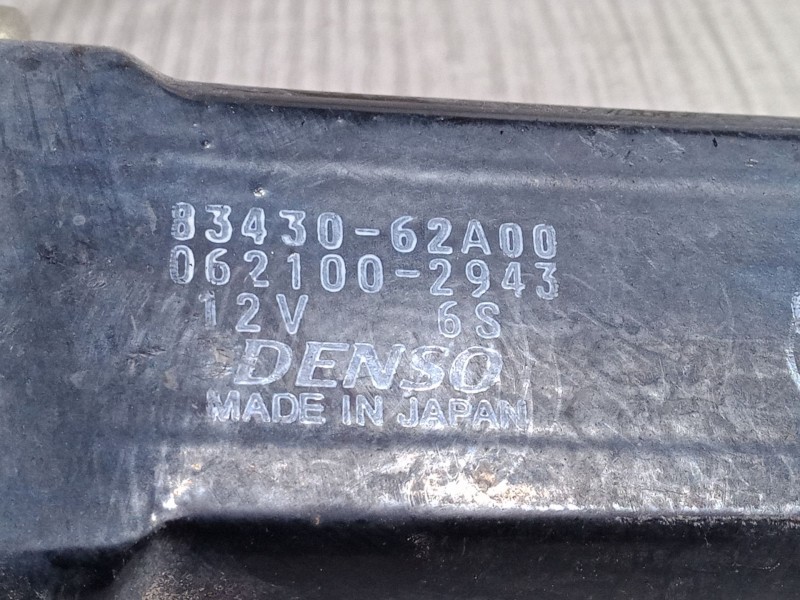 83430-62A00
062100-2943
12V 6S
DENSO
MADE IN JAPAN